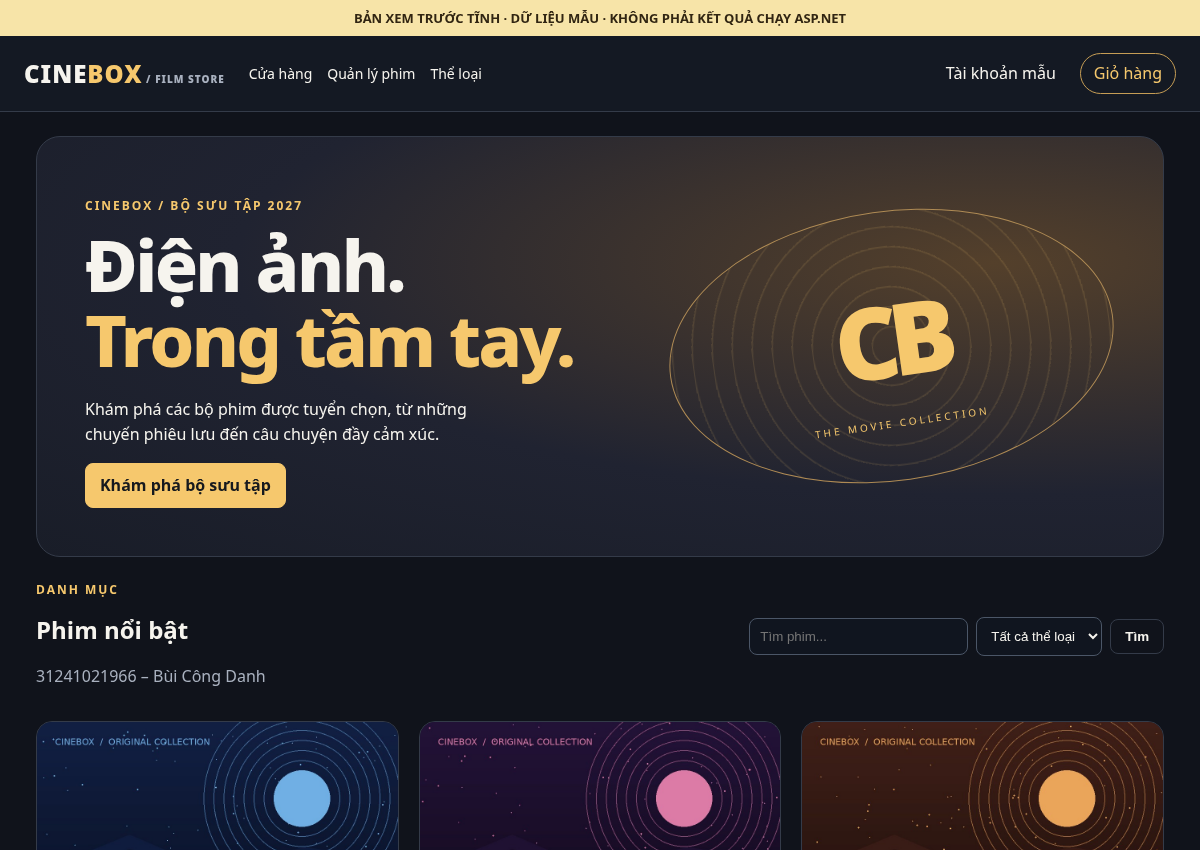 BẢN XEM TRƯỚC TĨNH · DỮ LIỆU MẪU · KHÔNG PHẢI KẾT QUẢ CHẠY ASP.NET
CINEBOX / FILM STORE Cửa hàng Quản lý phim Thể loại Tài khoản mẫu Giỏ hàng
CINEBOX / BỘ SƯU TẬP 2027
Điện ảnh.
Trong tầm tay.
Khám phá các bộ phim được tuyển chọn, từ những
chuyến phiêu lưu đến câu chuyện đầy cảm xúc.
Khám phá bộ sưu tập
CB
THE MOVIE COLLECTION
DANH MỤC
Phim nổi bật
Tìm phim... Tất cả thể loại Tìm
31241021966 – Bùi Công Danh
CINEBOX / ORIGINAL COLLECTION
CINEBOX / ORIGINAL COLLECTION
CINEBOX / ORIGINAL COLLECTION